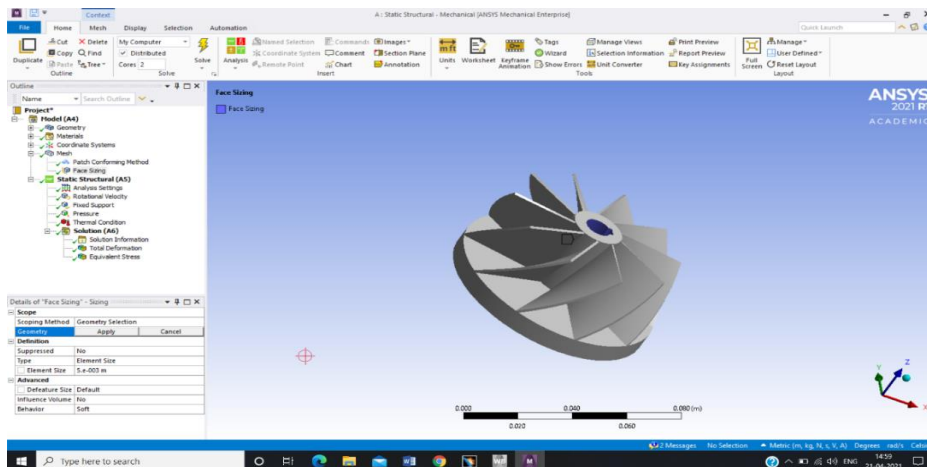 Context
A : Static Structural - Mechanical [ANSYS Mechanical Enterprise]
File Home Mesh Display Selection Automation
Quick Launch
Duplicate
Cut
Copy
Paste
Delete
Find
Tree
Outline
My Computer
Distributed
Cores 2
Solve
Solve
Analysis
Named Selection
Coordinate System
Remote Point
Commands
Comment
Chart
Images
Section Plane
Annotation
Insert
Units
Worksheet
Keyframe
Animation
Tags
Wizard
Show Errors
Manage Views
Selection Information
Unit Converter
Print Preview
Report Preview
Key Assignments
Tools
Full
Screen
Manage
User Defined
Reset Layout
Layout
Outline
Name Search Outline
Project*
Model (A4)
Geometry
Materials
Coordinate Systems
Mesh
Patch Conforming Method
Face Sizing
Static Structural (A5)
Analysis Settings
Rotational Velocity
Fixed Support
Pressure
Thermal Condition
Solution (A6)
Solution Information
Total Deformation
Equivalent Stress
Details of "Face Sizing" - Sizing
Scope
Scoping Method Geometry Selection
Geometry Apply Cancel
Definition
Suppressed No
Type Element Size
Element Size 5.e-003 m
Advanced
Defeature Size Default
Influence Volume No
Behavior Soft
Face Sizing
Face Sizing
ANSYS
2021 R
ACADEMIC
0.000 0.040 0.080 (m)
0.020 0.060
Y Z X
2 Messages No Selection Metric (m, kg, N, s, V, A) Degrees rad/s Celsi
Type here to search
ENG
14:59
21-04-2021